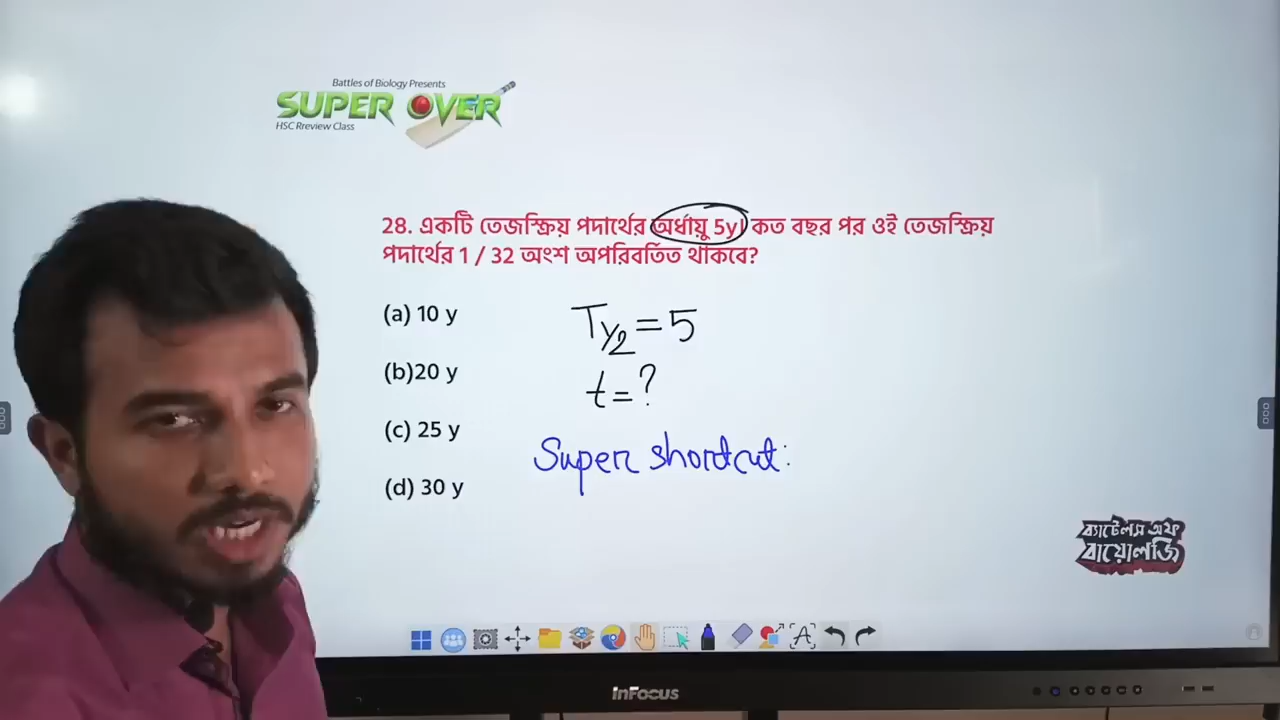 Battles of Biology Presents
SUPER OVER
HSC Rreview Class
28. একটি তেজস্ক্রিয় পদার্থের অর্ধায়ু 5y। কত বছর পর ওই তেজস্ক্রিয়
পদার্থের 1 / 32 অংশ অপরিবর্তিত থাকবে?
(a) 10 y
(b)20 y
(c) 25 y
(d) 30 y
T½ = 5
t = ?
Super shortcut:
ব্যাটেলস অফ
বায়োলজি
InFocus